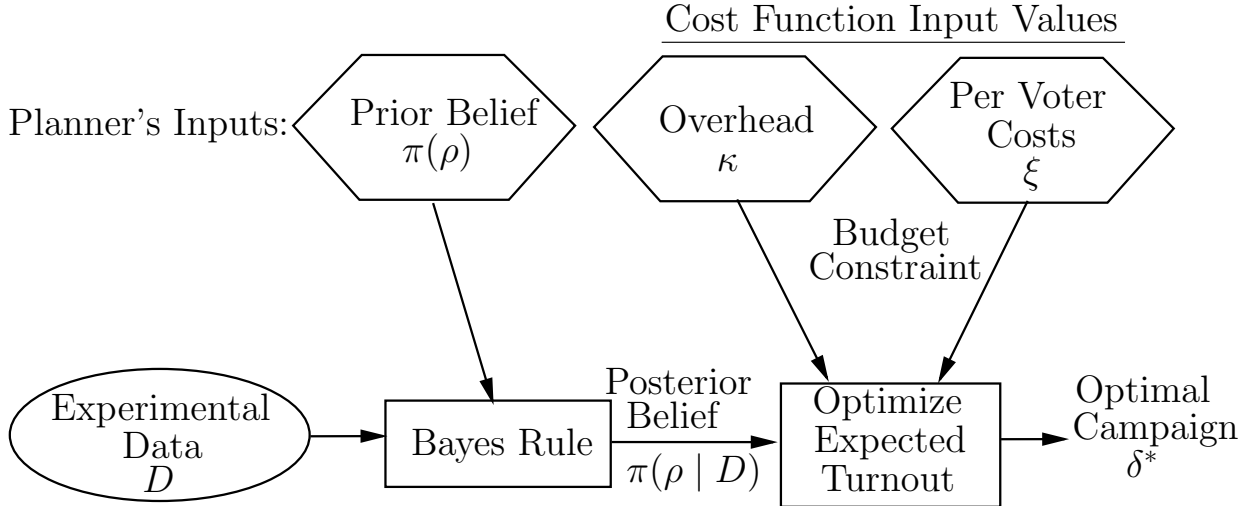 Cost Function Input Values
Planner's Inputs:
Prior Belief
π(ρ)
Overhead
κ
Per Voter
Costs
ξ
Budget
Constraint
Experimental
Data
D
Bayes Rule
Posterior
Belief
π(ρ | D)
Optimize
Expected
Turnout
Optimal
Campaign
δ*